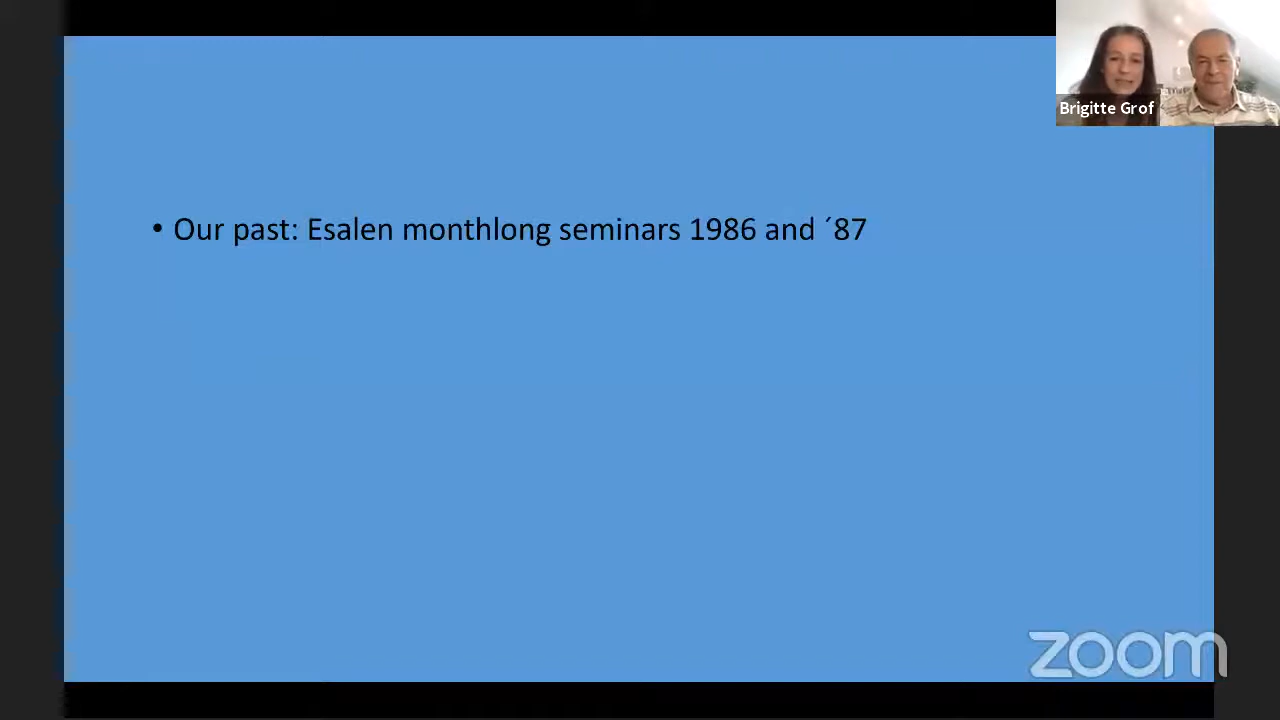 Brigitte Grof
• Our past: Esalen monthlong seminars 1986 and ´87
zoom